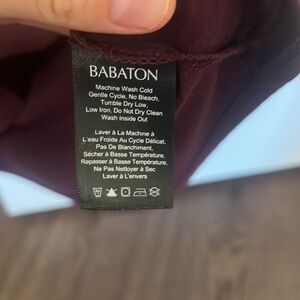 BABATON
Machine Wash Cold
Gentle Cycle, No Bleach,
Tumble Dry Low,
Low Iron, Do Not Dry Clean
Wash Inside Out
Laver à La Machine à
L'eau Froide Au Cycle Délicat,
Pas De Blanchiment,
Sécher à Basse Température,
Repasser à Basse Température,
Ne Pas Nettoyer à Sec
Laver à L'envers